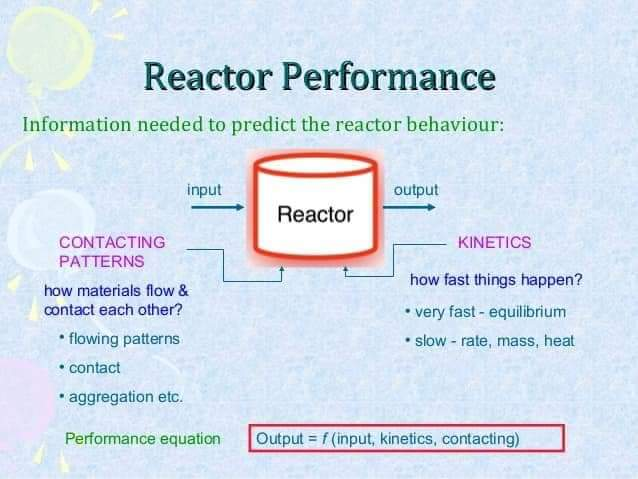 Reactor Performance
Information needed to predict the reactor behaviour:
input
output
Reactor
CONTACTING
PATTERNS
how materials flow &
contact each other?
• flowing patterns
• contact
• aggregation etc.
KINETICS
how fast things happen?
• very fast - equilibrium
• slow - rate, mass, heat
Performance equation
Output = f (input, kinetics, contacting)